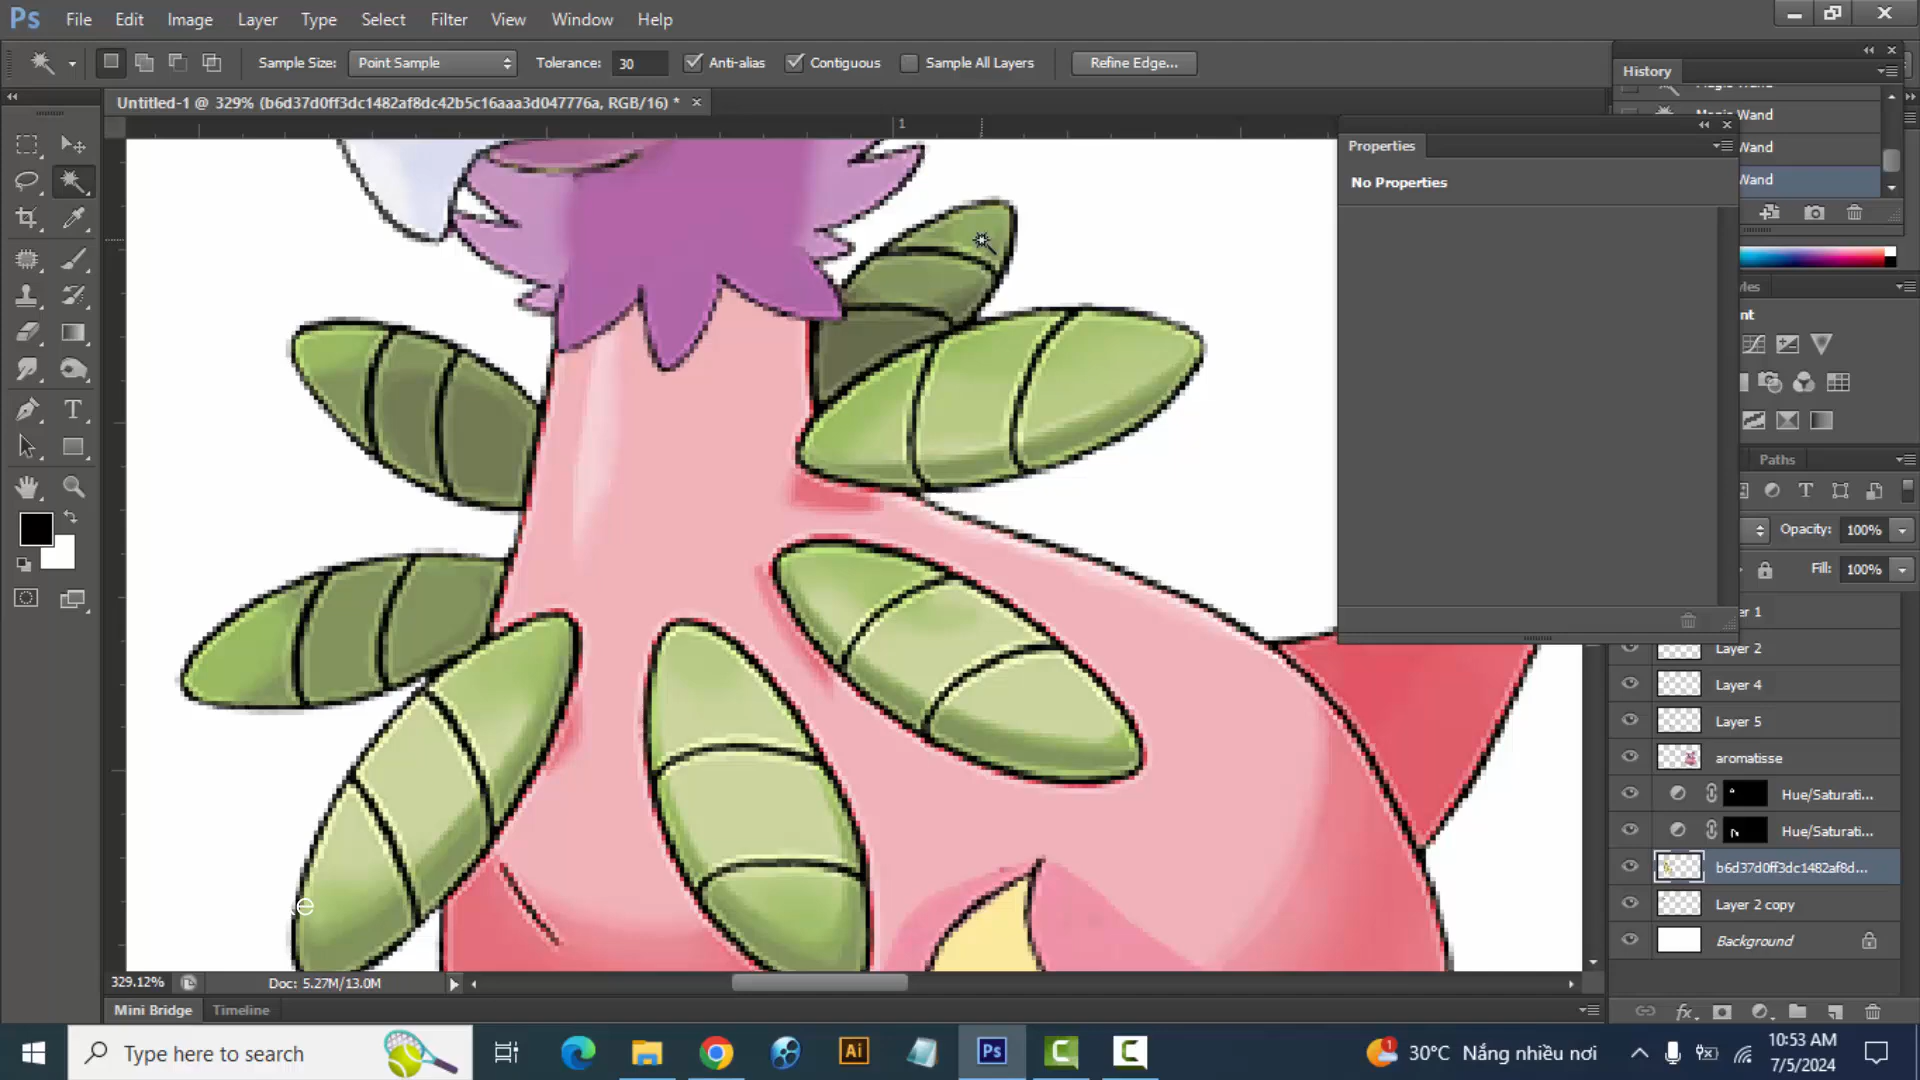 Ps File Edit Image Layer Type Select Filter View Window Help
Sample Size: Point Sample Tolerance: 30 Anti-alias Contiguous Sample All Layers Refine Edge...
History
Untitled-1 @ 329% (b6d37d0ff3dc1482af8dc42b5c16aaa3d047776a, RGB/16) *
Wand
1
Properties
Wand
No Properties
Wand
Paths
Opacity: 100%
Fill: 100%
Layer 2
Layer 4
Layer 5
aromatisse
Hue/Saturati...
Hue/Saturati...
b6d37d0ff3dc1482af8d...
Layer 2 copy
Background
329.12% Doc: 5.27M/13.0M
Mini Bridge Timeline
Type here to search
Ai Ps
1 30°C Nắng nhiều nơi
10:53 AM
7/5/2024